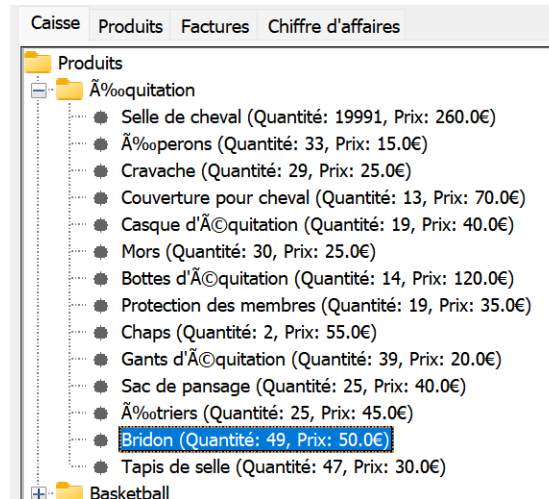 Caisse Produits Factures Chiffre d'affaires
Produits
Ã‰quitation
Selle de cheval (Quantité: 19991, Prix: 260.0€)
Ã‰perons (Quantité: 33, Prix: 15.0€)
Cravache (Quantité: 29, Prix: 25.0€)
Couverture pour cheval (Quantité: 13, Prix: 70.0€)
Casque d'Ã©quitation (Quantité: 19, Prix: 40.0€)
Mors (Quantité: 30, Prix: 25.0€)
Bottes d'Ã©quitation (Quantité: 14, Prix: 120.0€)
Protection des membres (Quantité: 19, Prix: 35.0€)
Chaps (Quantité: 2, Prix: 55.0€)
Gants d'Ã©quitation (Quantité: 39, Prix: 20.0€)
Sac de pansage (Quantité: 25, Prix: 40.0€)
Ã‰triers (Quantité: 25, Prix: 45.0€)
Bridon (Quantité: 49, Prix: 50.0€)
Tapis de selle (Quantité: 47, Prix: 30.0€)
Basketball